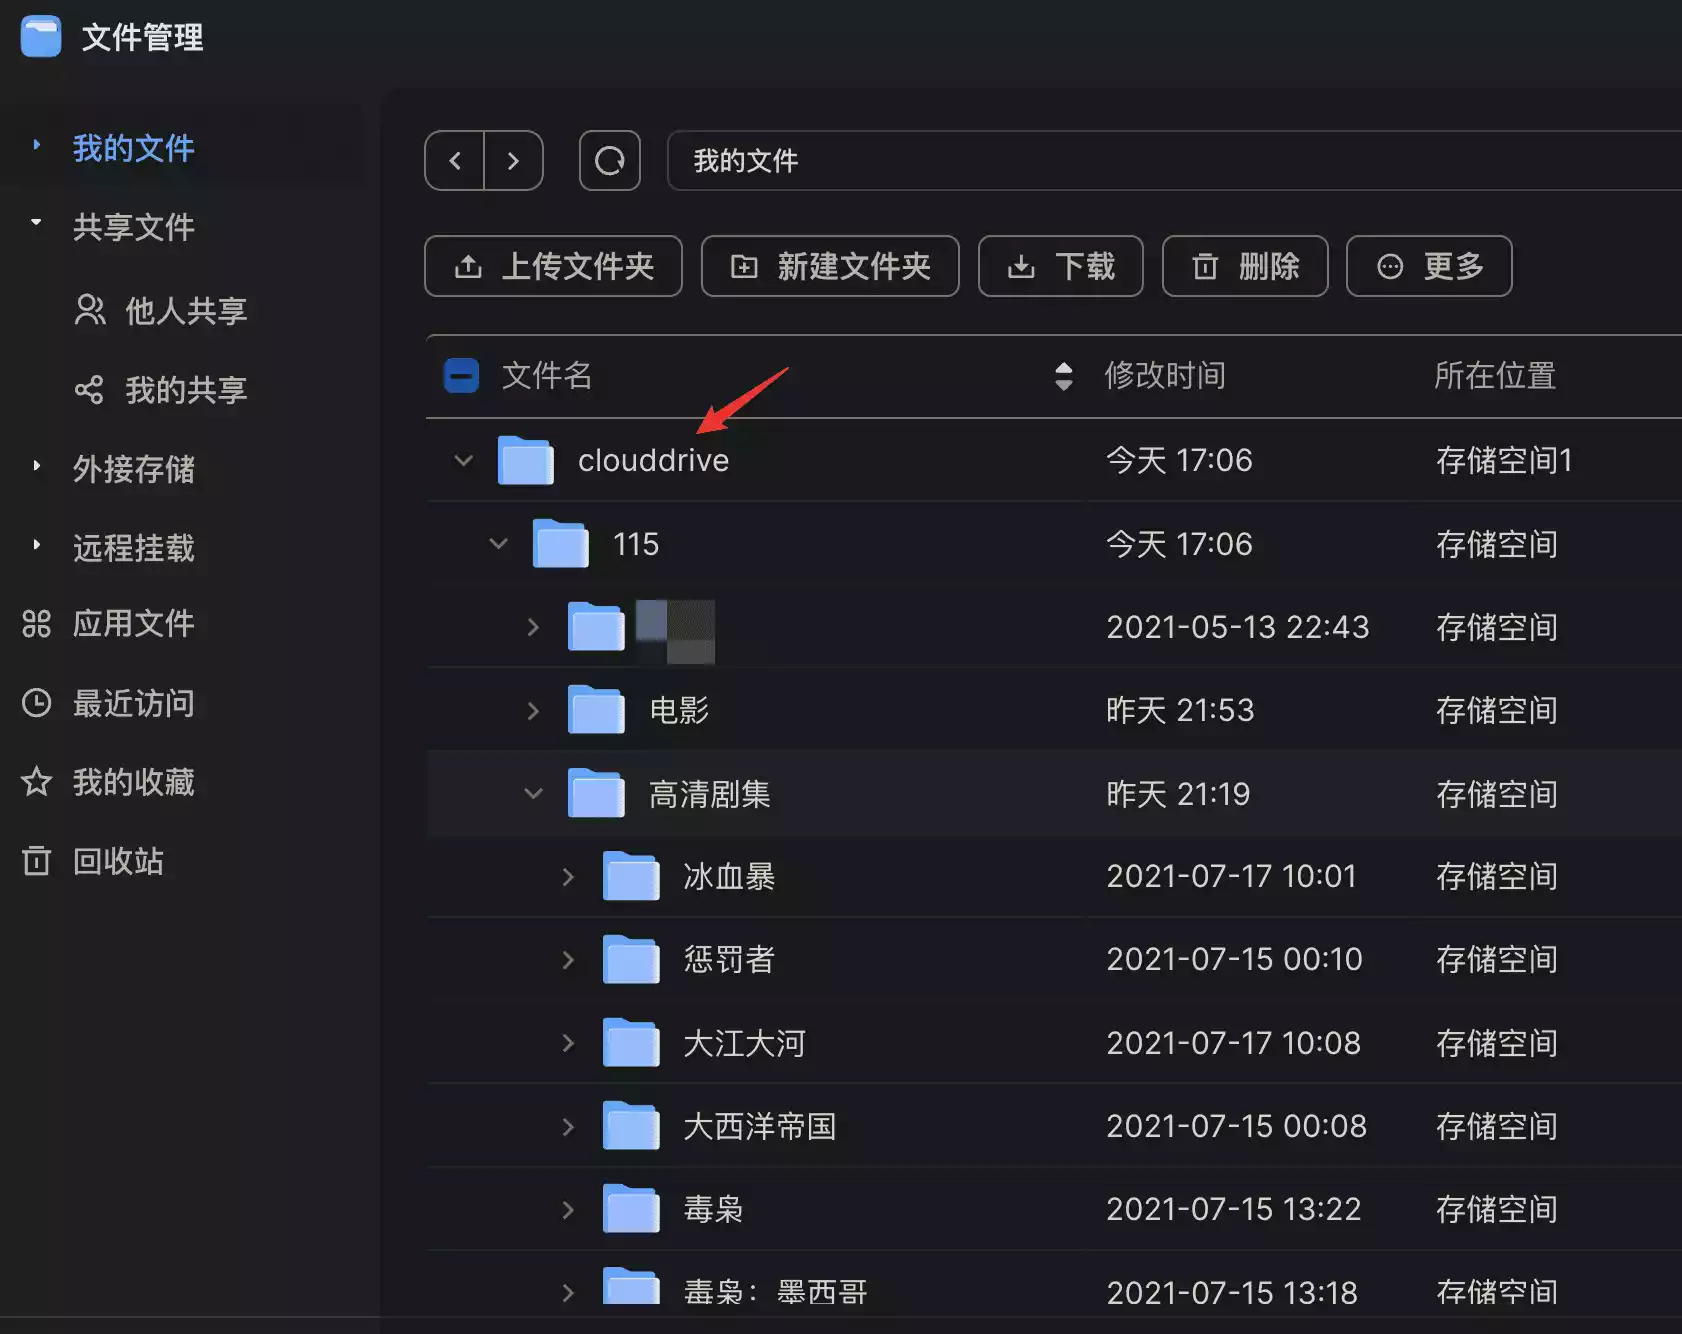 文件管理
我的文件
共享文件
他人共享
我的共享
外接存储
远程挂载
应用文件
最近访问
我的收藏
回收站
我的文件
上传文件夹 新建文件夹 下载 删除 更多
文件名 修改时间 所在位置
clouddrive 今天 17:06 存储空间1
115 今天 17:06 存储空间
2021-05-13 22:43 存储空间
电影 昨天 21:53 存储空间
高清剧集 昨天 21:19 存储空间
冰血暴 2021-07-17 10:01 存储空间
惩罚者 2021-07-15 00:10 存储空间
大江大河 2021-07-17 10:08 存储空间
大西洋帝国 2021-07-15 00:08 存储空间
毒枭 2021-07-15 13:22 存储空间
毒枭：墨西哥 2021-07-15 13:18 存储空间